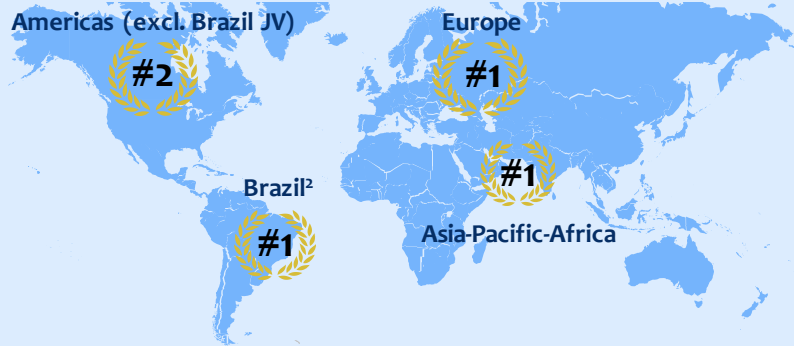 Americas (excl. Brazil JV)
#2
Europe
#1
#1
Brazil²
#1
Asia-Pacific-Africa